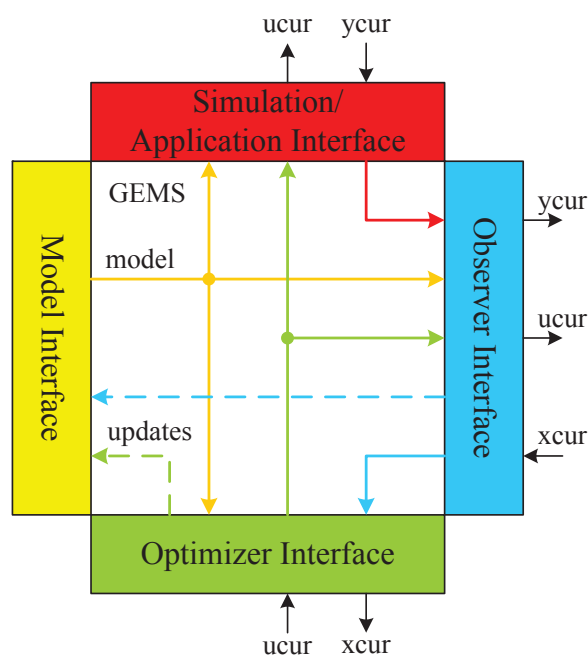 ucur
ycur
Simulation/
Application Interface
GEMS
ycur
model
Model Interface
Observer Interface
ucur
updates
xcur
Optimizer Interface
ucur
xcur